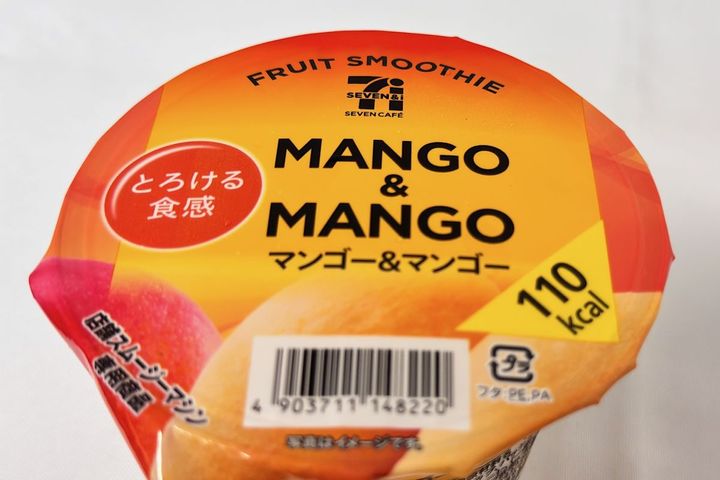 FRUIT SMOOTHIE
SEVEN&i
SEVEN CAFÉ
MANGO
&
MANGO
マンゴー&マンゴー
とろける
食感
110
kcal
店舗スムージーマシン
専用商品
4 903711 148220
プラ
フタ:PE,PA
写真はイメージです。